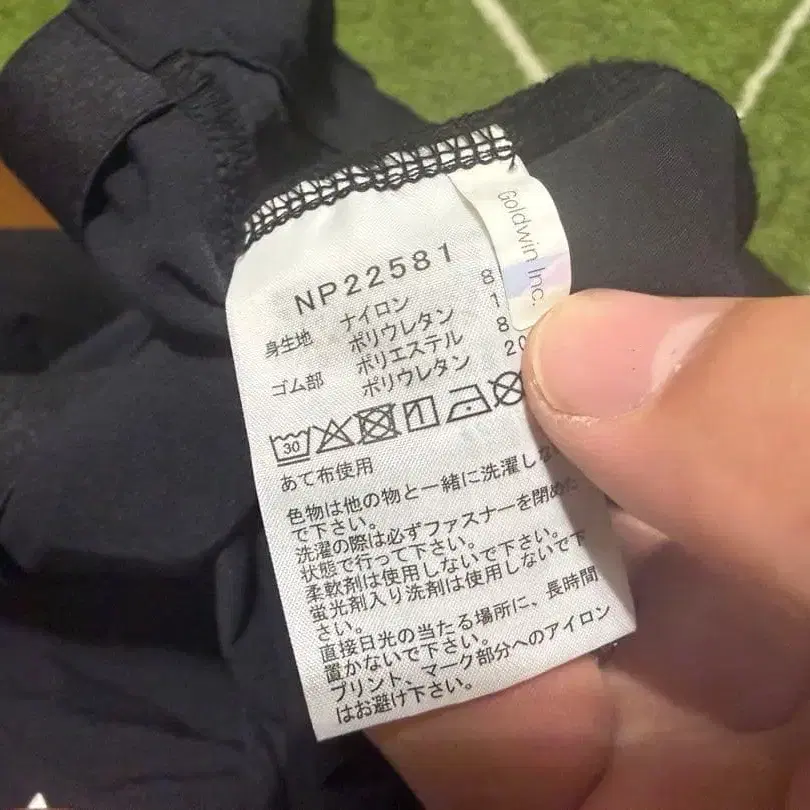 Goldwin Inc.
NP22581
身生地 ナイロン 8
ポリウレタン 1
ゴム部 ポリエステル 8
ポリウレタン 20
30
あて布使用
色物は他の物と一緒に洗濯しない
で下さい。
洗濯の際は必ずファスナーを閉めた
状態で行って下さい。
柔軟剤は使用しないで下さい。
蛍光剤入り洗剤は使用しないで下
さい。
直接日光の当たる場所に、長時間
置かないで下さい。
プリント、マーク部分へのアイロン
はお避け下さい。